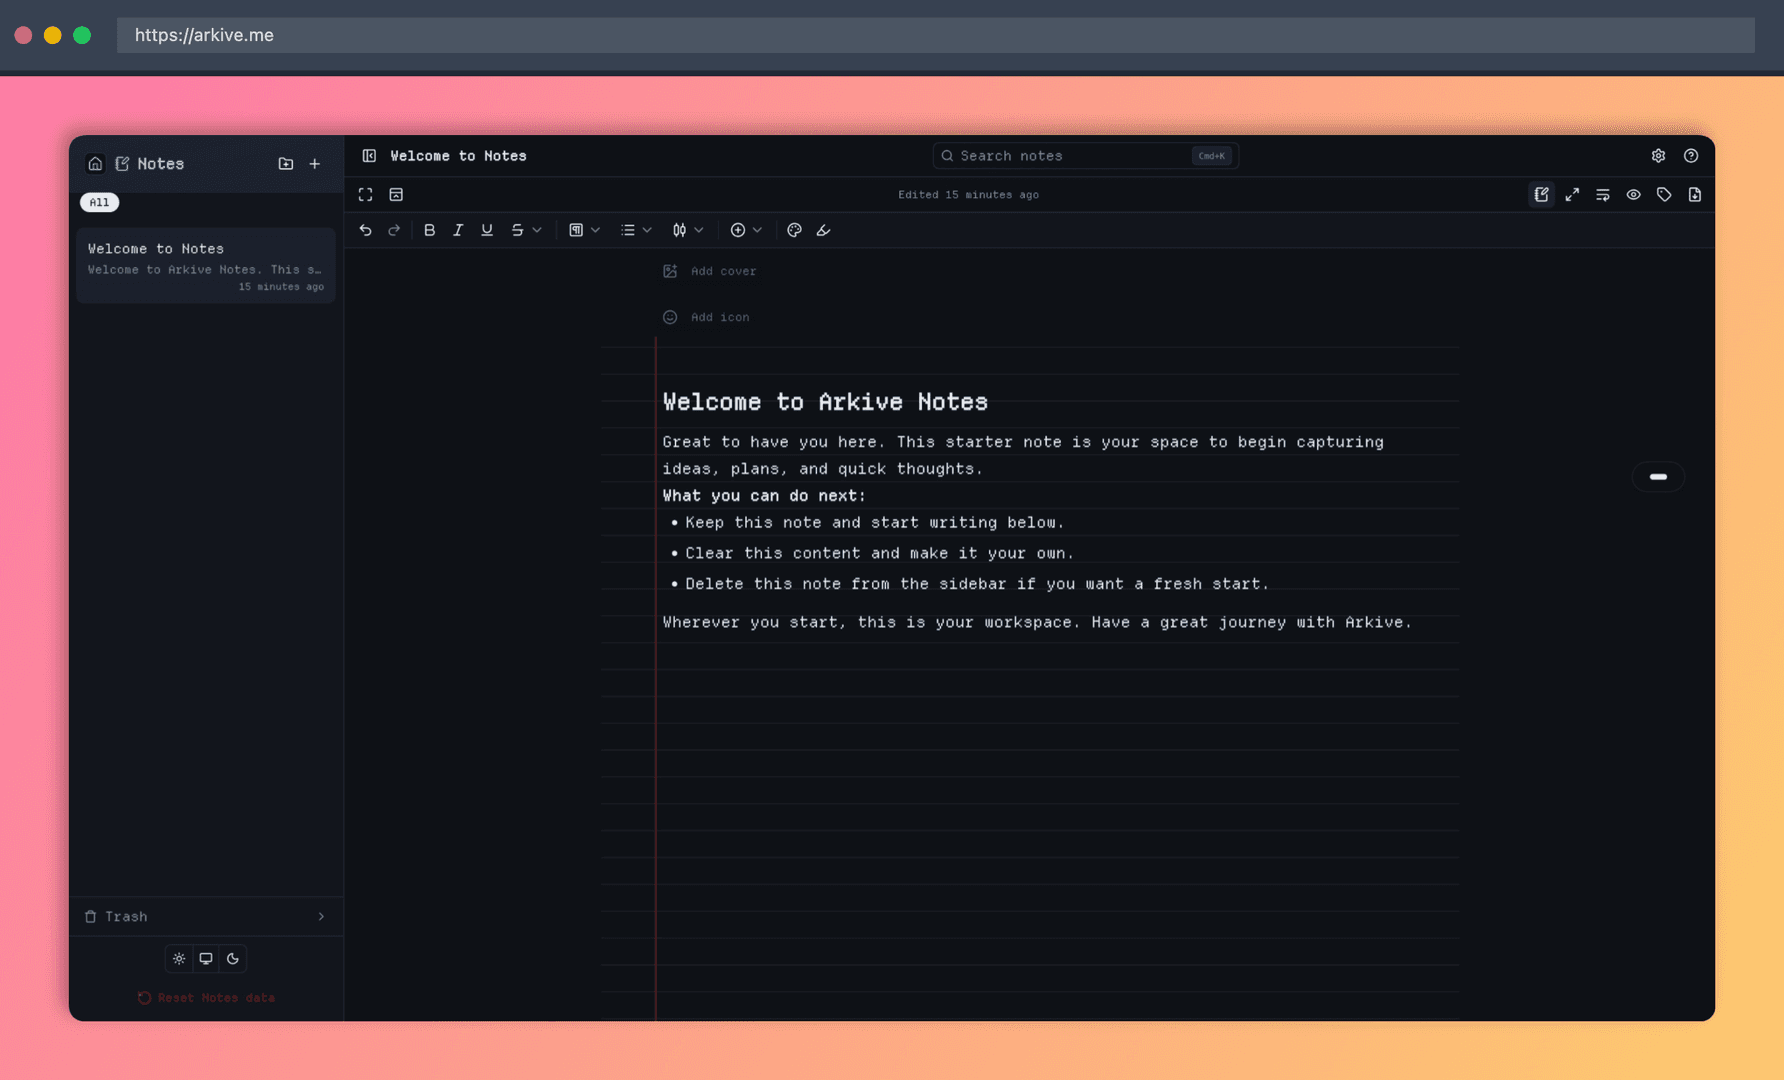 https://arkive.me
Notes
All
Welcome to Notes
Welcome to Arkive Notes. This s…
15 minutes ago
Trash
Reset Notes data
Welcome to Notes
Search notes
Cmd+K
Edited 15 minutes ago
Add cover
Add icon
Welcome to Arkive Notes
Great to have you here. This starter note is your space to begin capturing
ideas, plans, and quick thoughts.
What you can do next:
• Keep this note and start writing below.
• Clear this content and make it your own.
• Delete this note from the sidebar if you want a fresh start.
Wherever you start, this is your workspace. Have a great journey with Arkive.